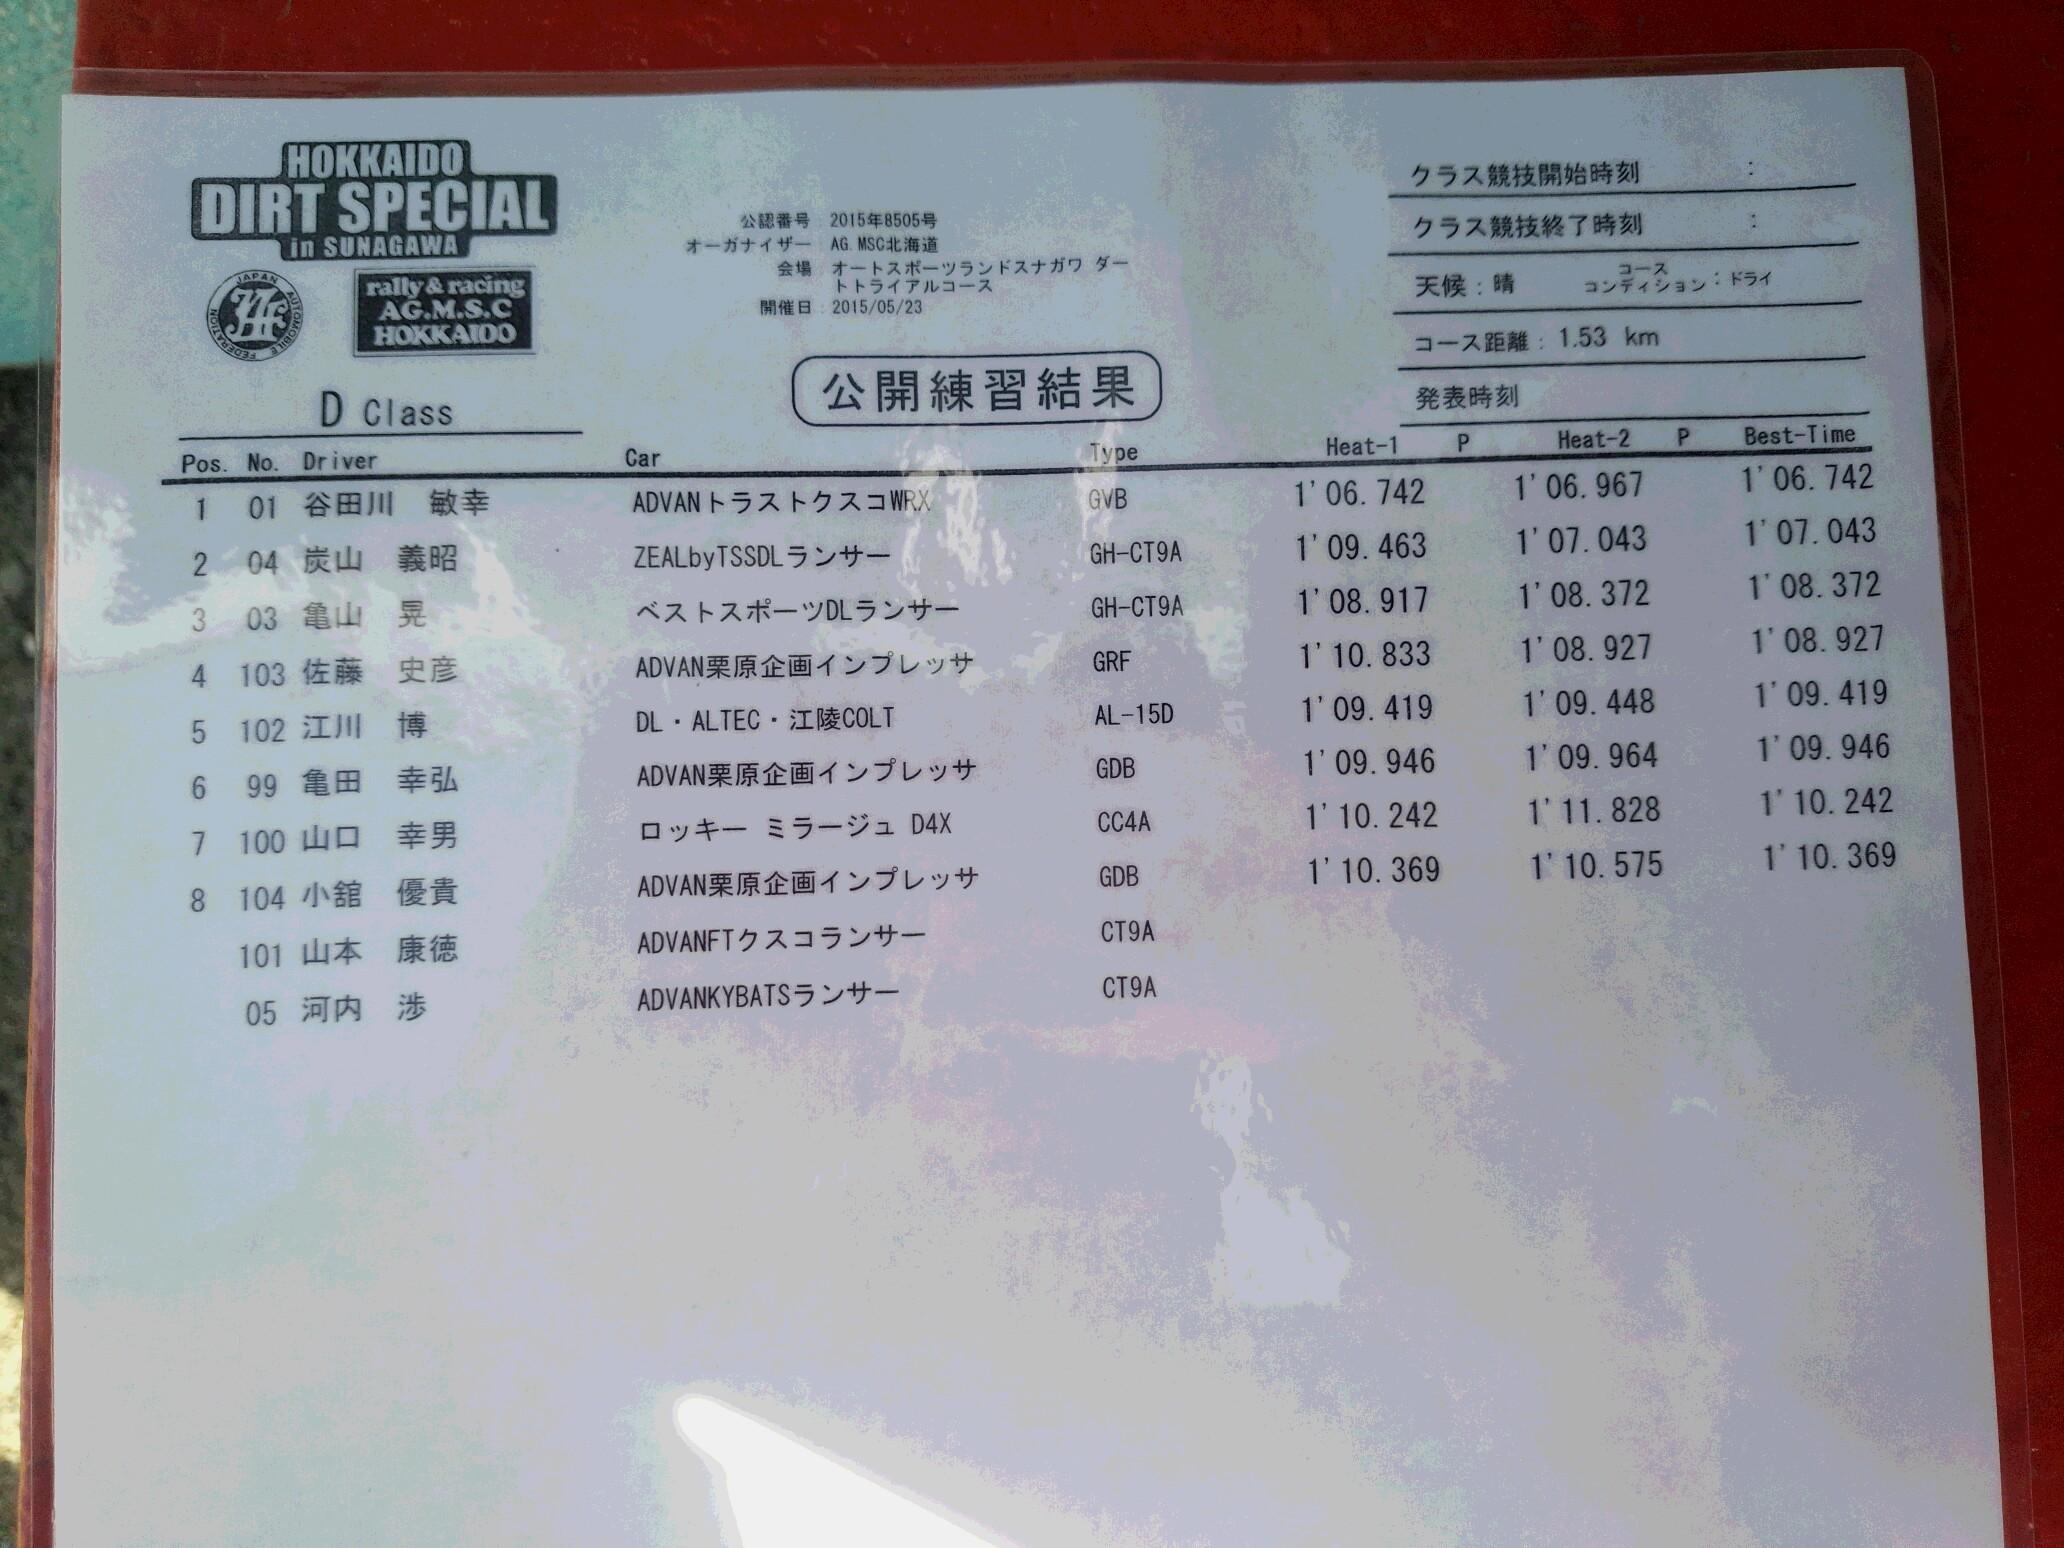 HOKKAIDO
DIRT SPECIAL
in SUNAGAWA
JAPAN AUTOMOBILE FEDERATION
JAF
rally & racing
AG.M.S.C
HOKKAIDO
公認番号 2015年8505号
オーガナイザー AG.MSC北海道
会場 オートスポーツランドスナガワ ダー
トトライアルコース
開催日 2015/05/23
クラス競技開始時刻 :
クラス競技終了時刻 :
天候:晴 コースコンディション:ドライ
コース距離: 1.53 km
発表時刻
公開練習結果
D Class
Pos. No. Driver Car Type Heat-1 P Heat-2 P Best-Time
1 01 谷田川 敏幸 ADVANトラストクスコWRX GVB 1'06.742 1'06.967 1'06.742
2 04 炭山 義昭 ZEALbyTSSDLランサー GH-CT9A 1'09.463 1'07.043 1'07.043
3 03 亀山 晃 ベストスポーツDLランサー GH-CT9A 1'08.917 1'08.372 1'08.372
4 103 佐藤 史彦 ADVAN栗原企画インプレッサ GRF 1'10.833 1'08.927 1'08.927
5 102 江川 博 DL・ALTEC・江陵COLT AL-15D 1'09.419 1'09.448 1'09.419
6 99 亀田 幸弘 ADVAN栗原企画インプレッサ GDB 1'09.946 1'09.964 1'09.946
7 100 山口 幸男 ロッキー ミラージュ D4X CC4A 1'10.242 1'11.828 1'10.242
8 104 小舘 優貴 ADVAN栗原企画インプレッサ GDB 1'10.369 1'10.575 1'10.369
101 山本 康徳 ADVANFTクスコランサー CT9A
05 河内 渉 ADVANKYBATSランサー CT9A